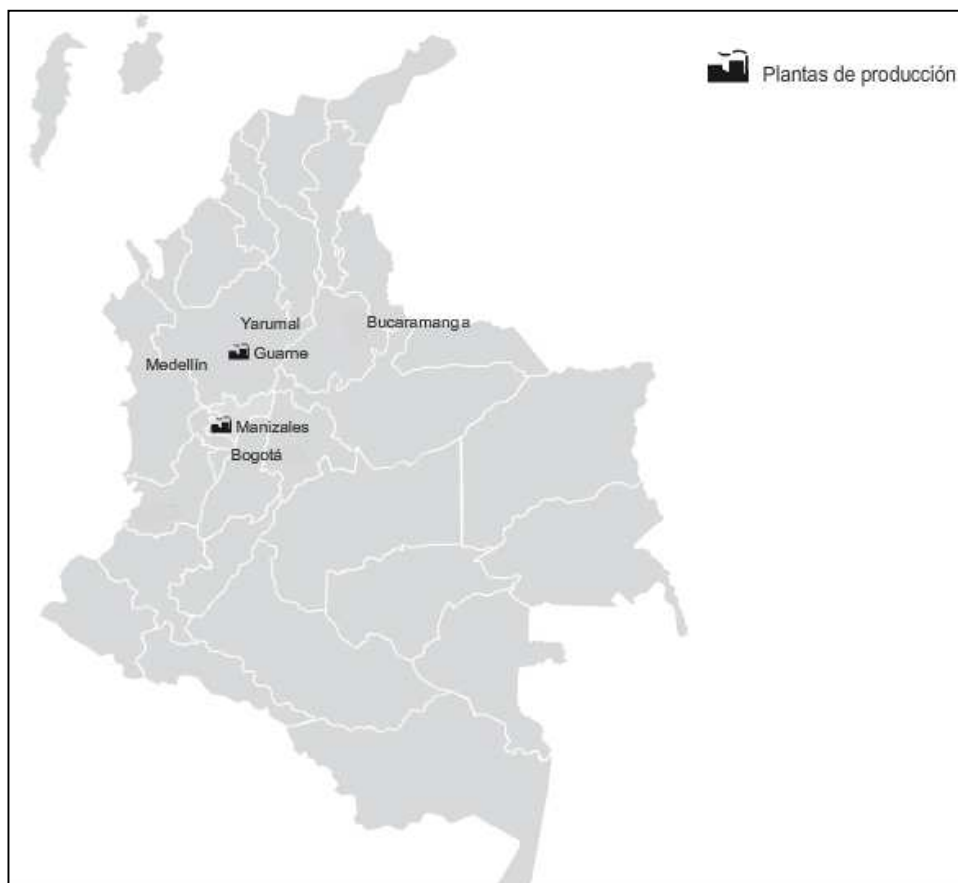 Plantas de producción
Yarumal
Bucaramanga
Guarne
Medellín
Manizales
Bogotá